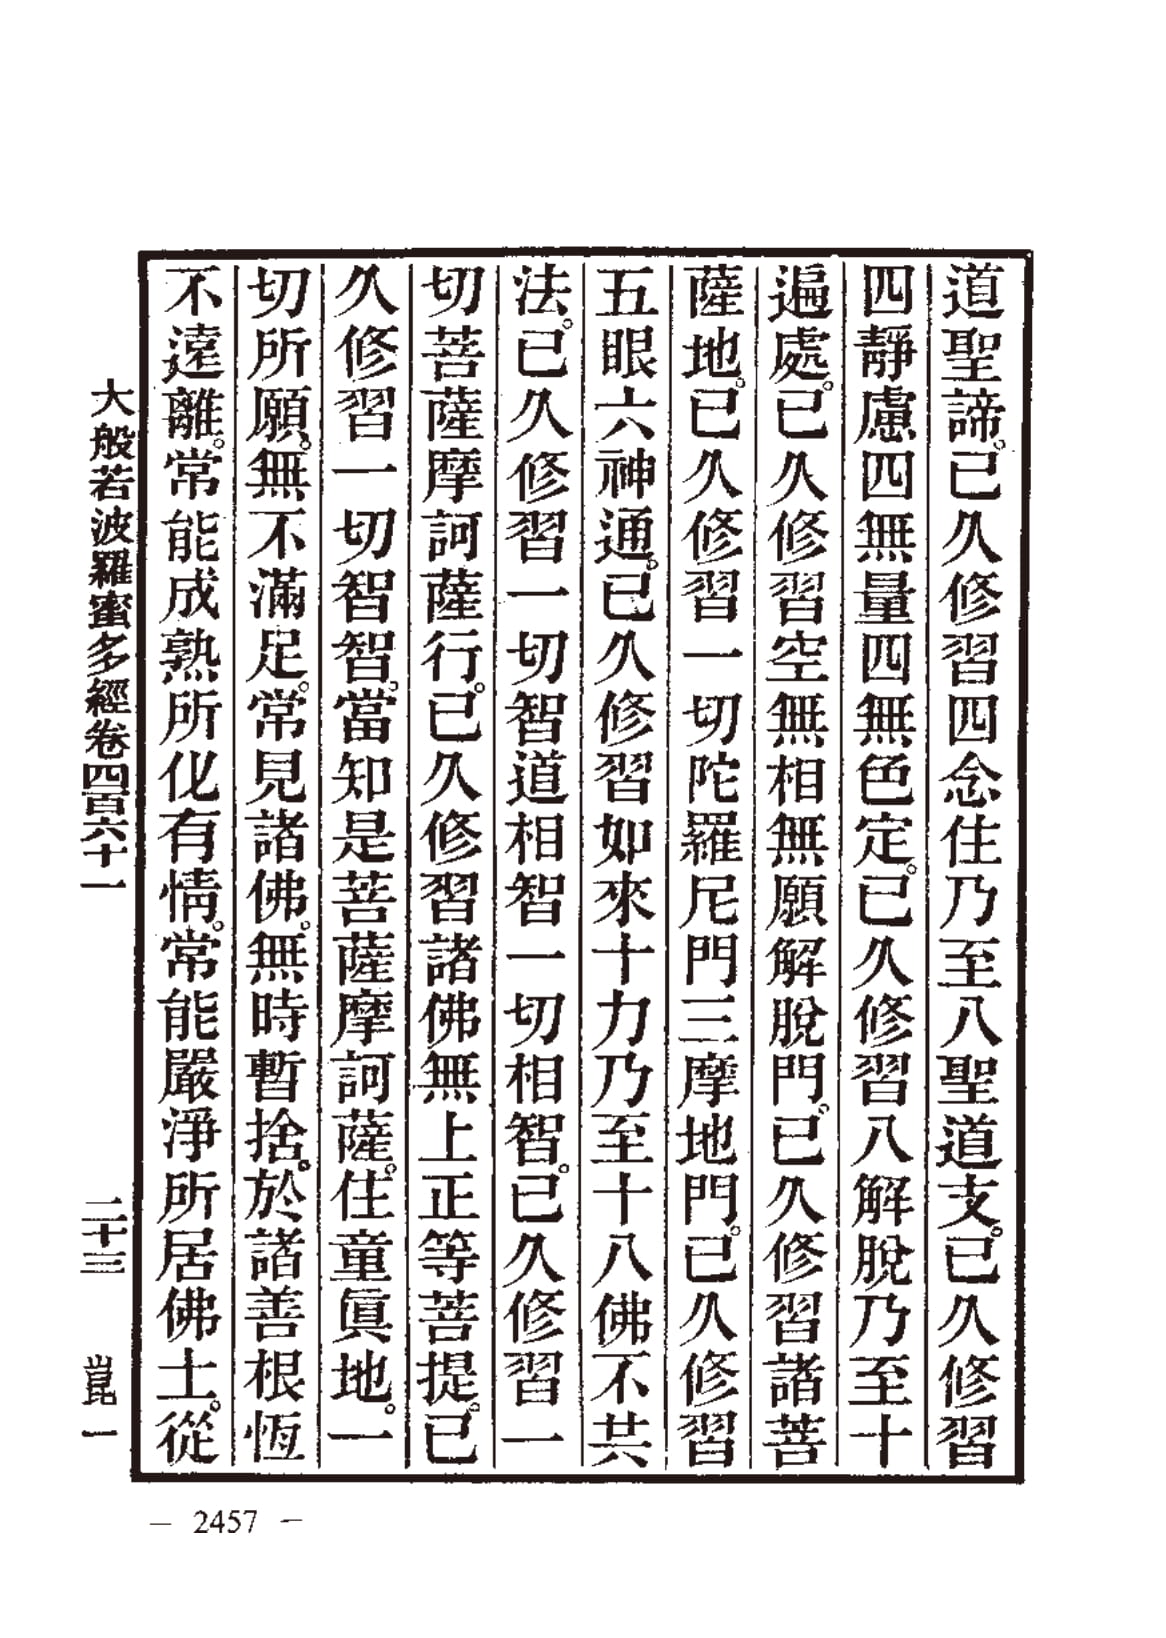 道聖諦。已久修習四念住乃至八聖道支。已久修習
四靜慮四無量四無色定。已久修習八解脫乃至十
遍處。已久修習空無相無願解脫門。已久修習諸菩
薩地。已久修習一切陀羅尼門三摩地門。已久修習
五眼六神通。已久修習如來十力乃至十八佛不共
法。已久修習一切智道相智一切相智。已久修習一
切菩薩摩訶薩行。已久修習諸佛無上正等菩提。已
久修習一切智智。當知是菩薩摩訶薩。住童眞地。一
切所願。無不滿足。常見諸佛。無時暫捨。於諸善根恆
不遠離。常能成熟所化有情。常能嚴淨所居佛土。從
大般若波羅蜜多經卷四百六十一 二十三 崑一
— 2457 —